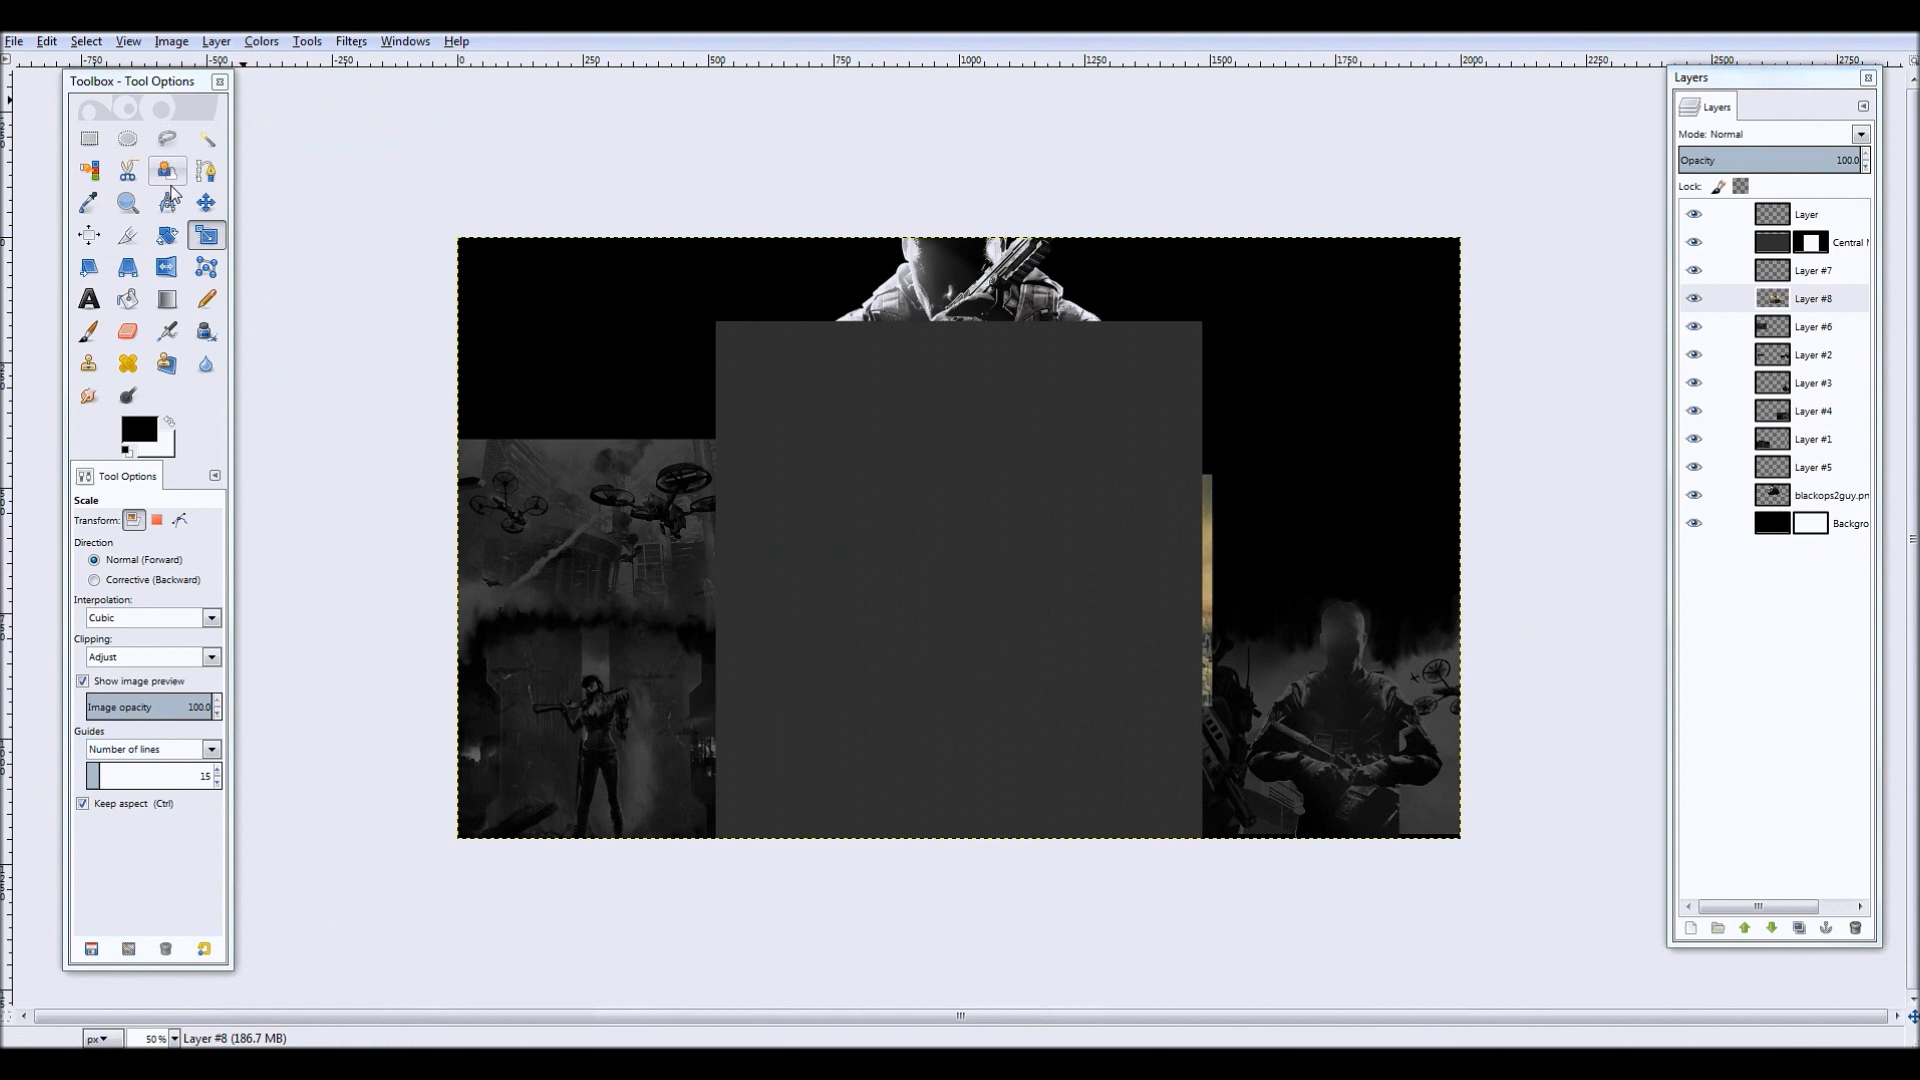 File Edit Select View Image Layer Colors Tools Filters Windows Help
-750 -500 -250 0 250 500 750 1000 1250 1500 1750 2000 2250 2500 2750
Toolbox - Tool Options
Tool Options
Scale
Transform:
Direction
Normal (Forward)
Corrective (Backward)
Interpolation:
Cubic
Clipping:
Adjust
Show image preview
Image opacity 100.0
Guides
Number of lines
15
Keep aspect (Ctrl)
Layers
Layers
Mode: Normal
Opacity 100.0
Lock:
Layer
Central
Layer #7
Layer #8
Layer #6
Layer #2
Layer #3
Layer #4
Layer #1
Layer #5
blackops2guy.pn
Backgro
px 50% Layer #8 (186.7 MB)